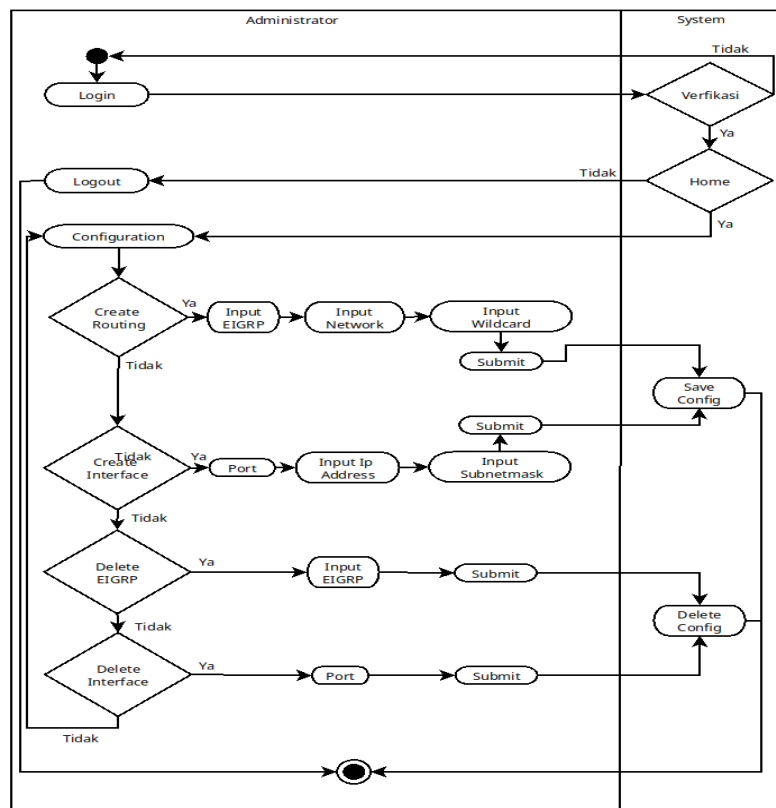 Administrator
System
Tidak
Login
Verfikasi
Ya
Tidak
Logout
Home
Ya
Configuration
Create
Routing
Ya
Input
EIGRP
Input
Network
Input
Wildcard
Submit
Tidak
Save
Config
Submit
Tidak
Create
Interface
Ya
Port
Input Ip
Address
Input
Subnetmask
Tidak
Delete
EIGRP
Ya
Input
EIGRP
Submit
Delete
Config
Tidak
Delete
Interface
Ya
Port
Submit
Tidak